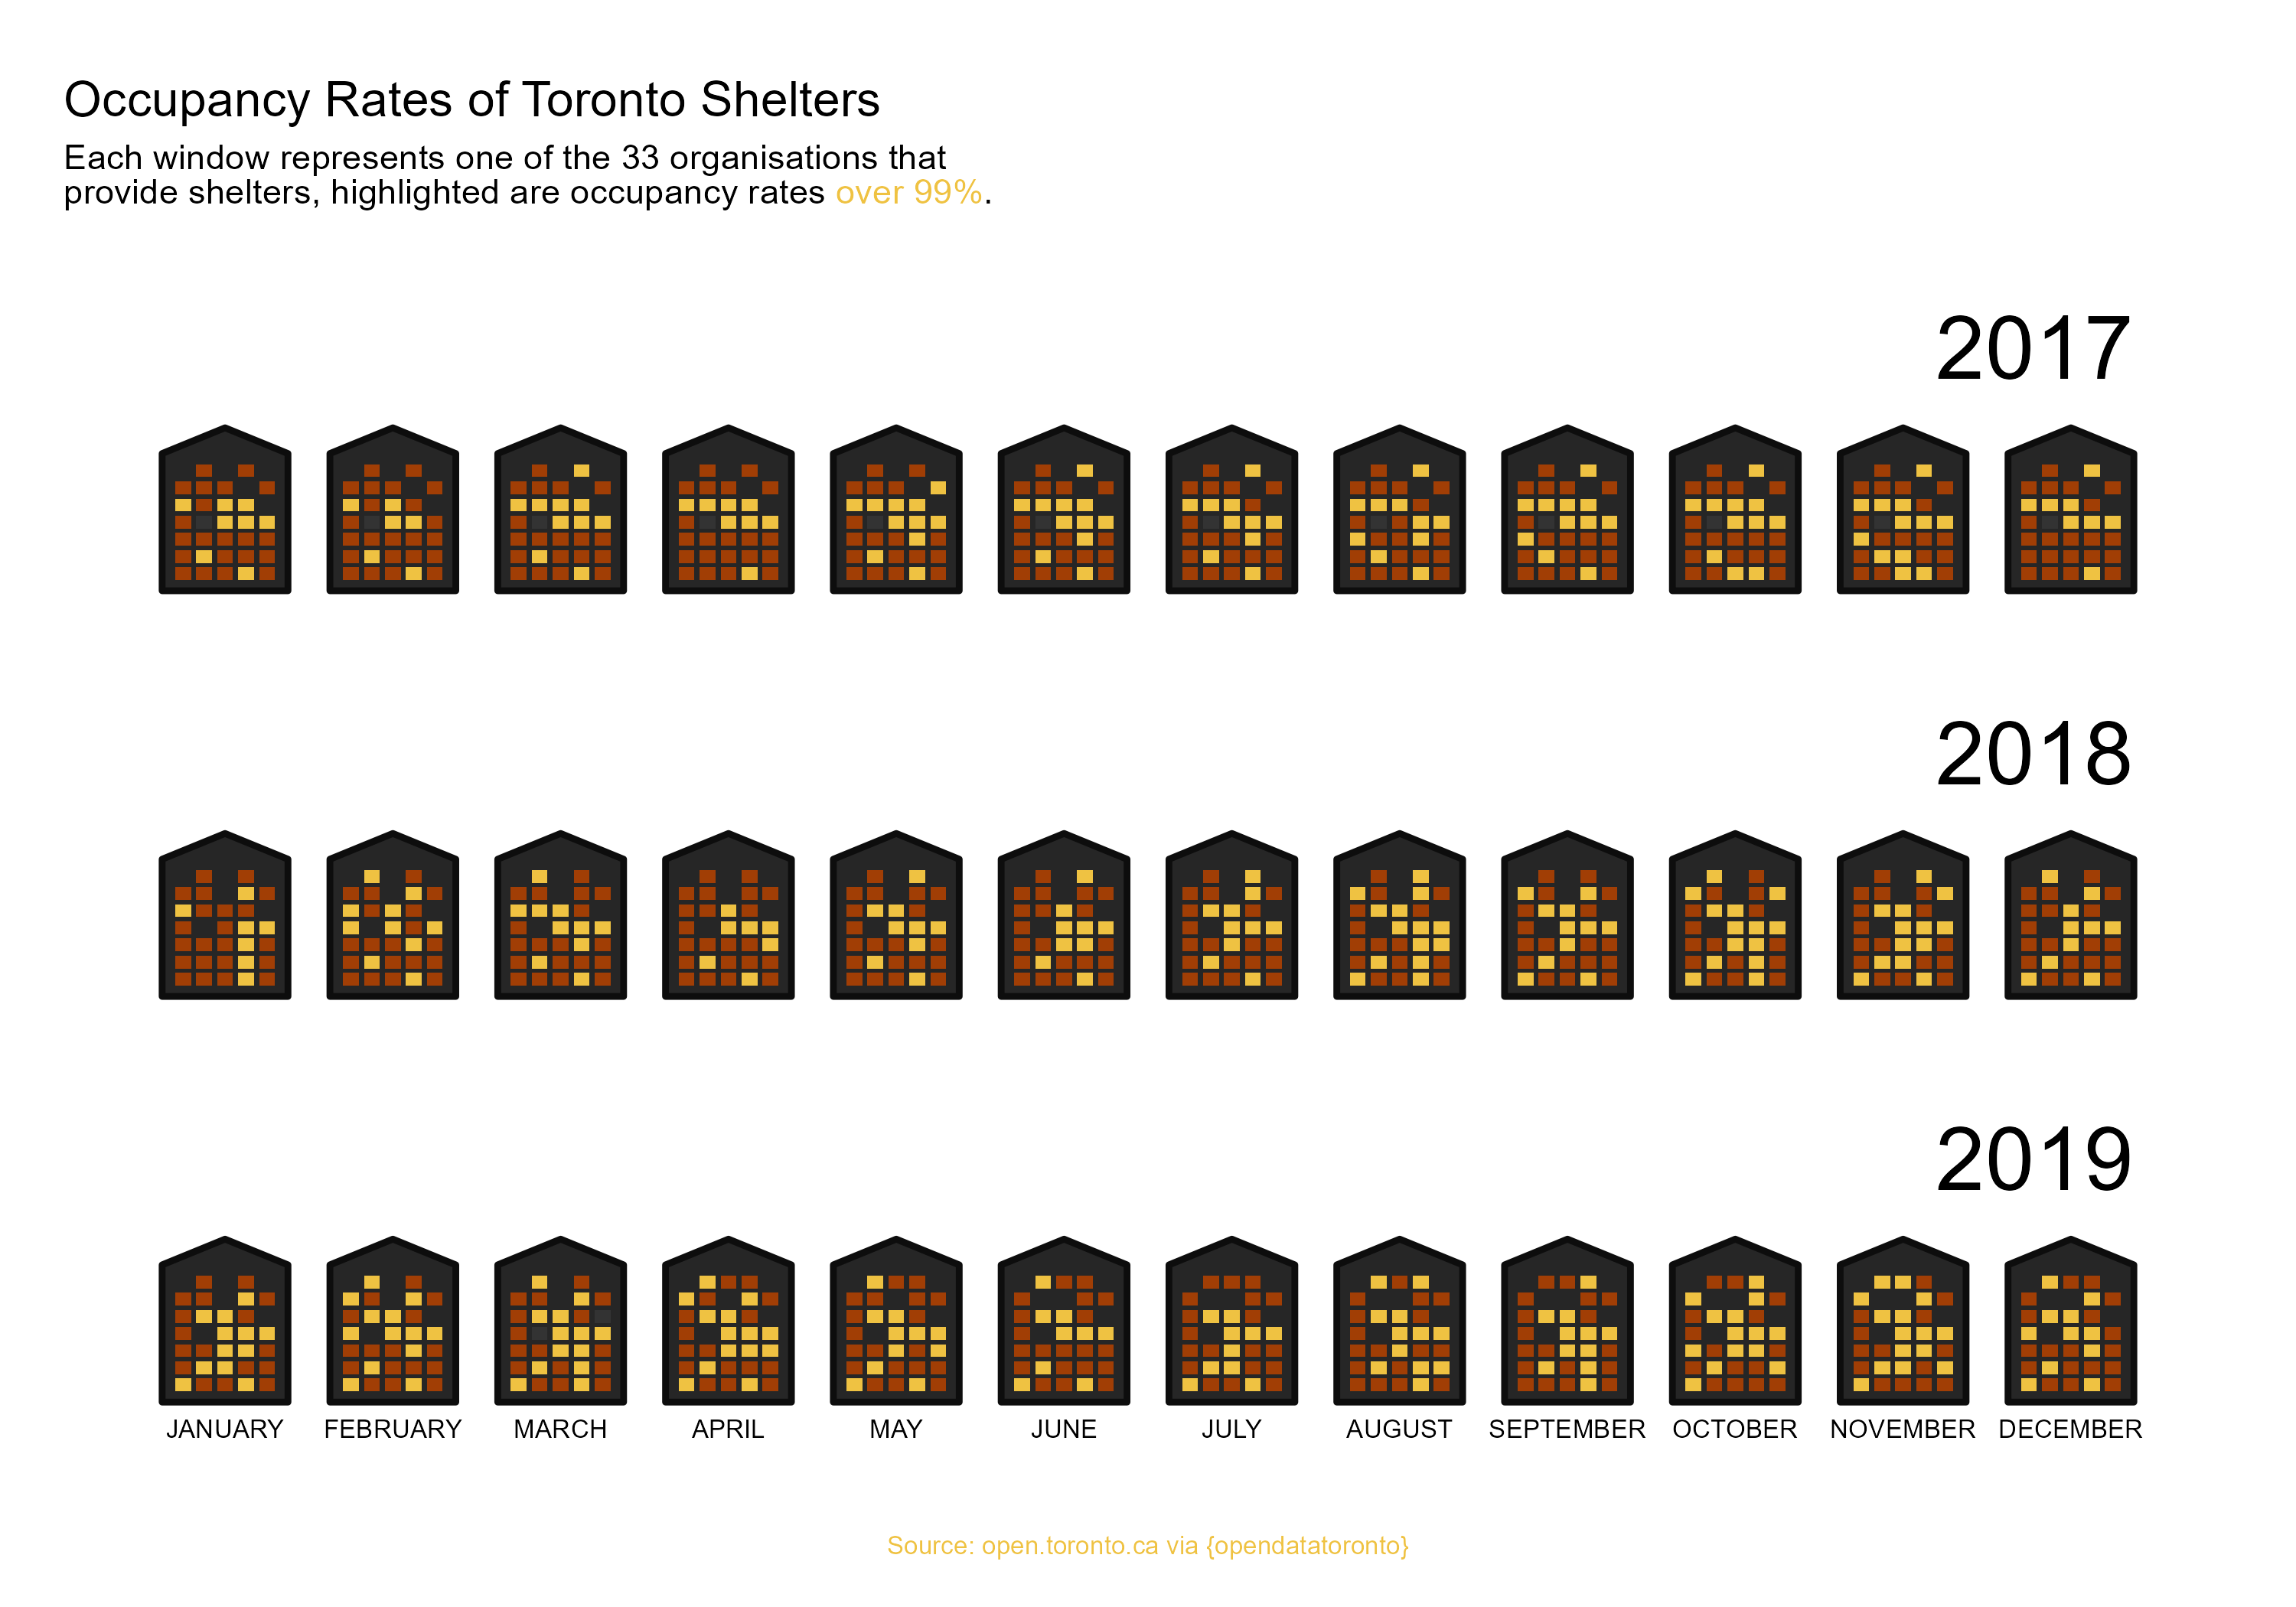 Occupancy Rates of Toronto Shelters
Each window represents one of the 33 organisations that
provide shelters, highlighted are occupancy rates over 99%.
2017
2018
2019
JANUARY FEBRUARY MARCH APRIL MAY JUNE JULY AUGUST SEPTEMBER OCTOBER NOVEMBER DECEMBER
Source: open.toronto.ca via {opendatatoronto}